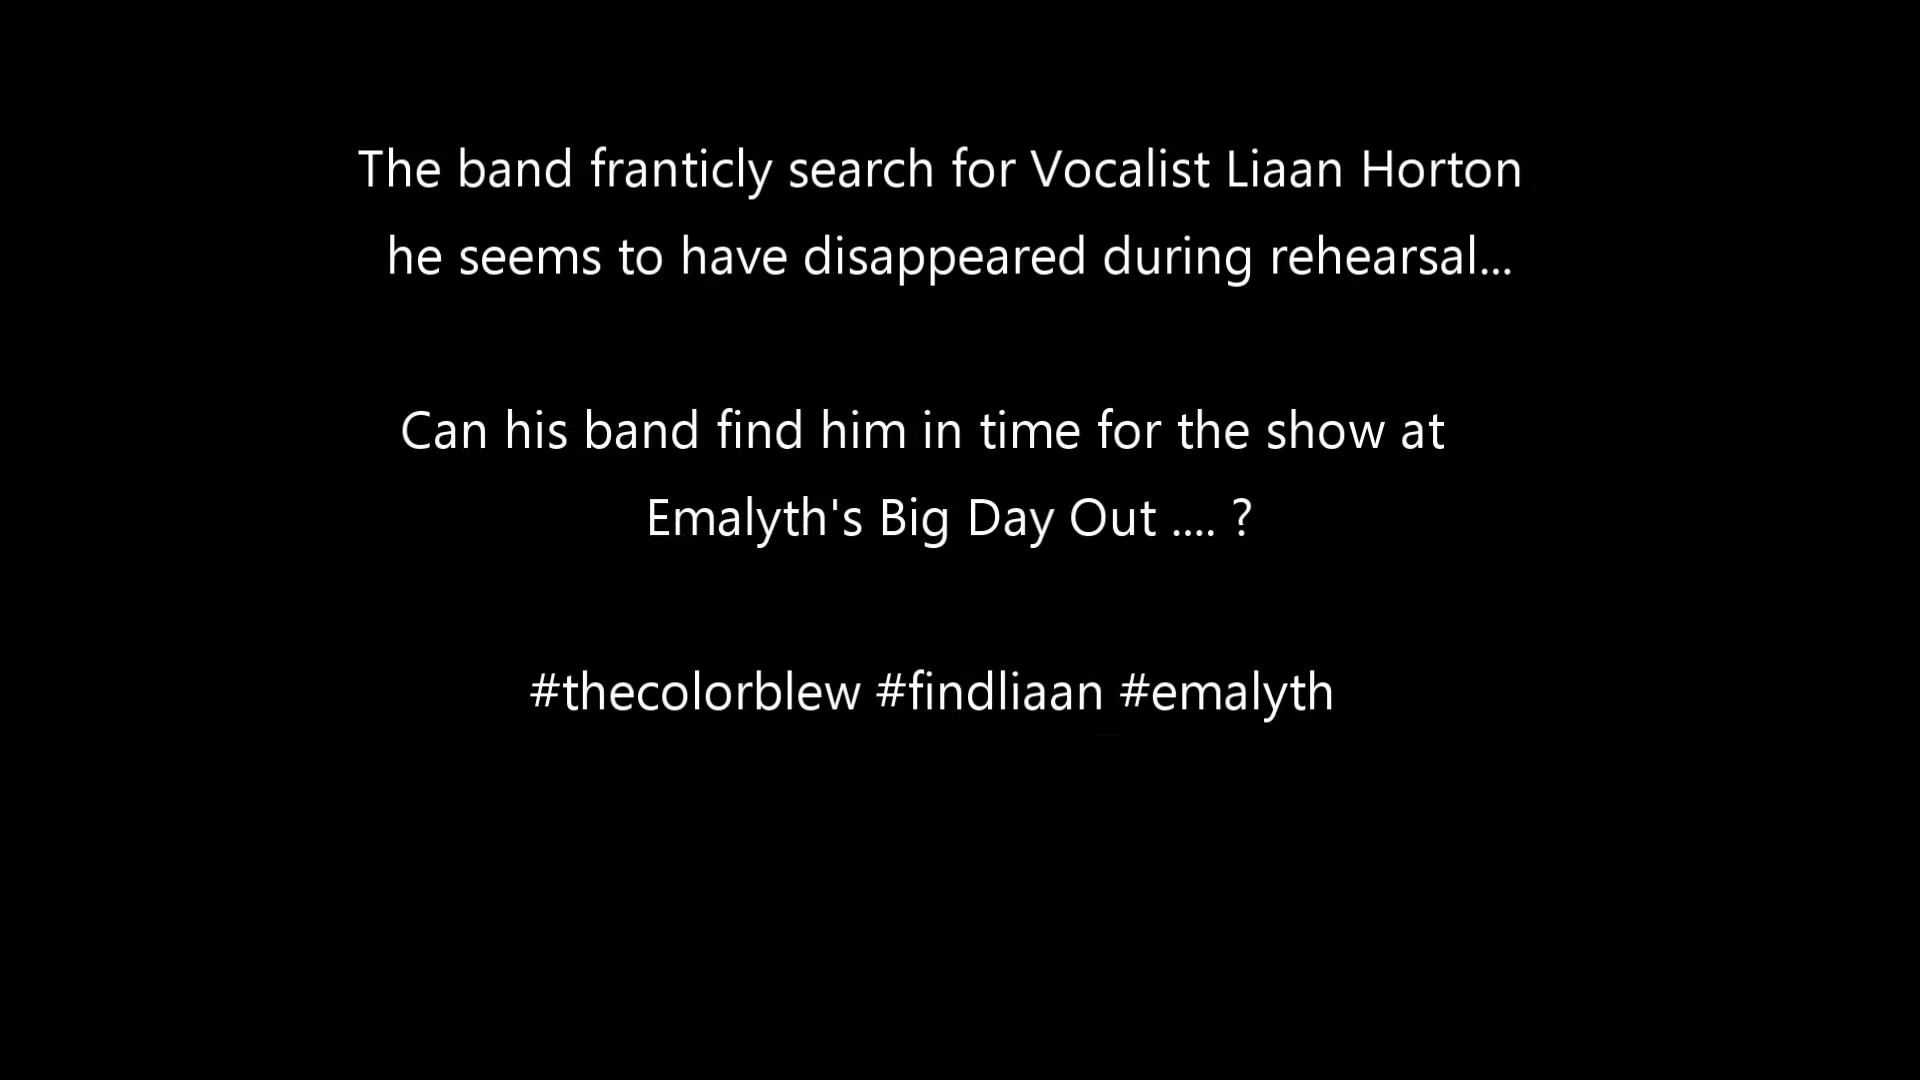 The band franticly search for Vocalist Liaan Horton
he seems to have disappeared during rehearsal...
Can his band find him in time for the show at
Emalyth's Big Day Out .... ?
#thecolorblew #findliaan #emalyth